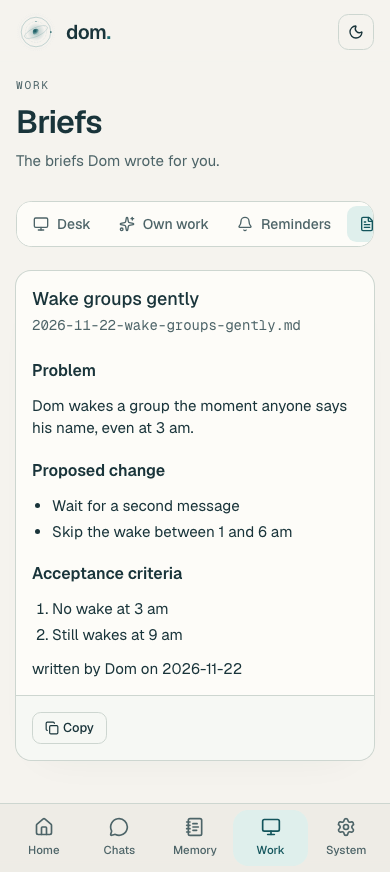 dom.
WORK
Briefs
The briefs Dom wrote for you.
Desk
Own work
Reminders
Wake groups gently
2026-11-22-wake-groups-gently.md
Problem
Dom wakes a group the moment anyone says
his name, even at 3 am.
Proposed change
• Wait for a second message
• Skip the wake between 1 and 6 am
Acceptance criteria
1. No wake at 3 am
2. Still wakes at 9 am
written by Dom on 2026-11-22
Copy
Home
Chats
Memory
Work
System